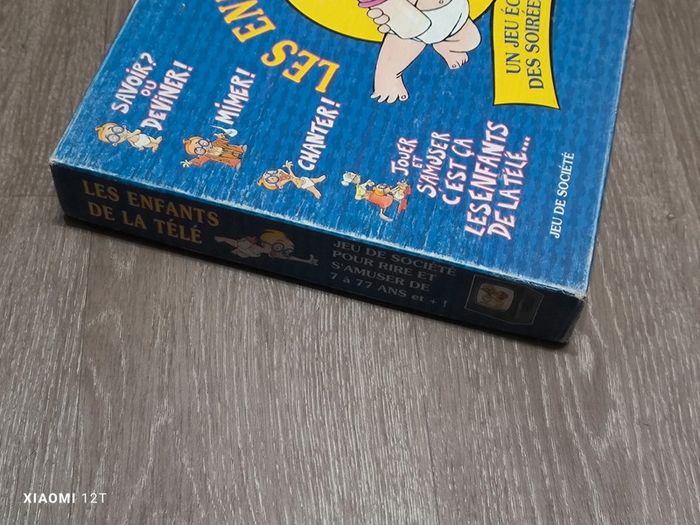 LES ENF
UN JEU
DES SOIRÉE
SAVOIR?
OU
DEVINER!
MIMER!
CHANTER!
JOUER
ET
S'AMUSER
C'EST ÇA
LES ENFANTS
DE LA TÉLÉ...
JEU DE SOCIÉTÉ
LES ENFANTS
DE LA TÉLÉ
JEU DE SOCIÉTÉ
POUR RIRE ET
S'AMUSER DE
7 à 77 ANS et + !
XIAOMI 12T